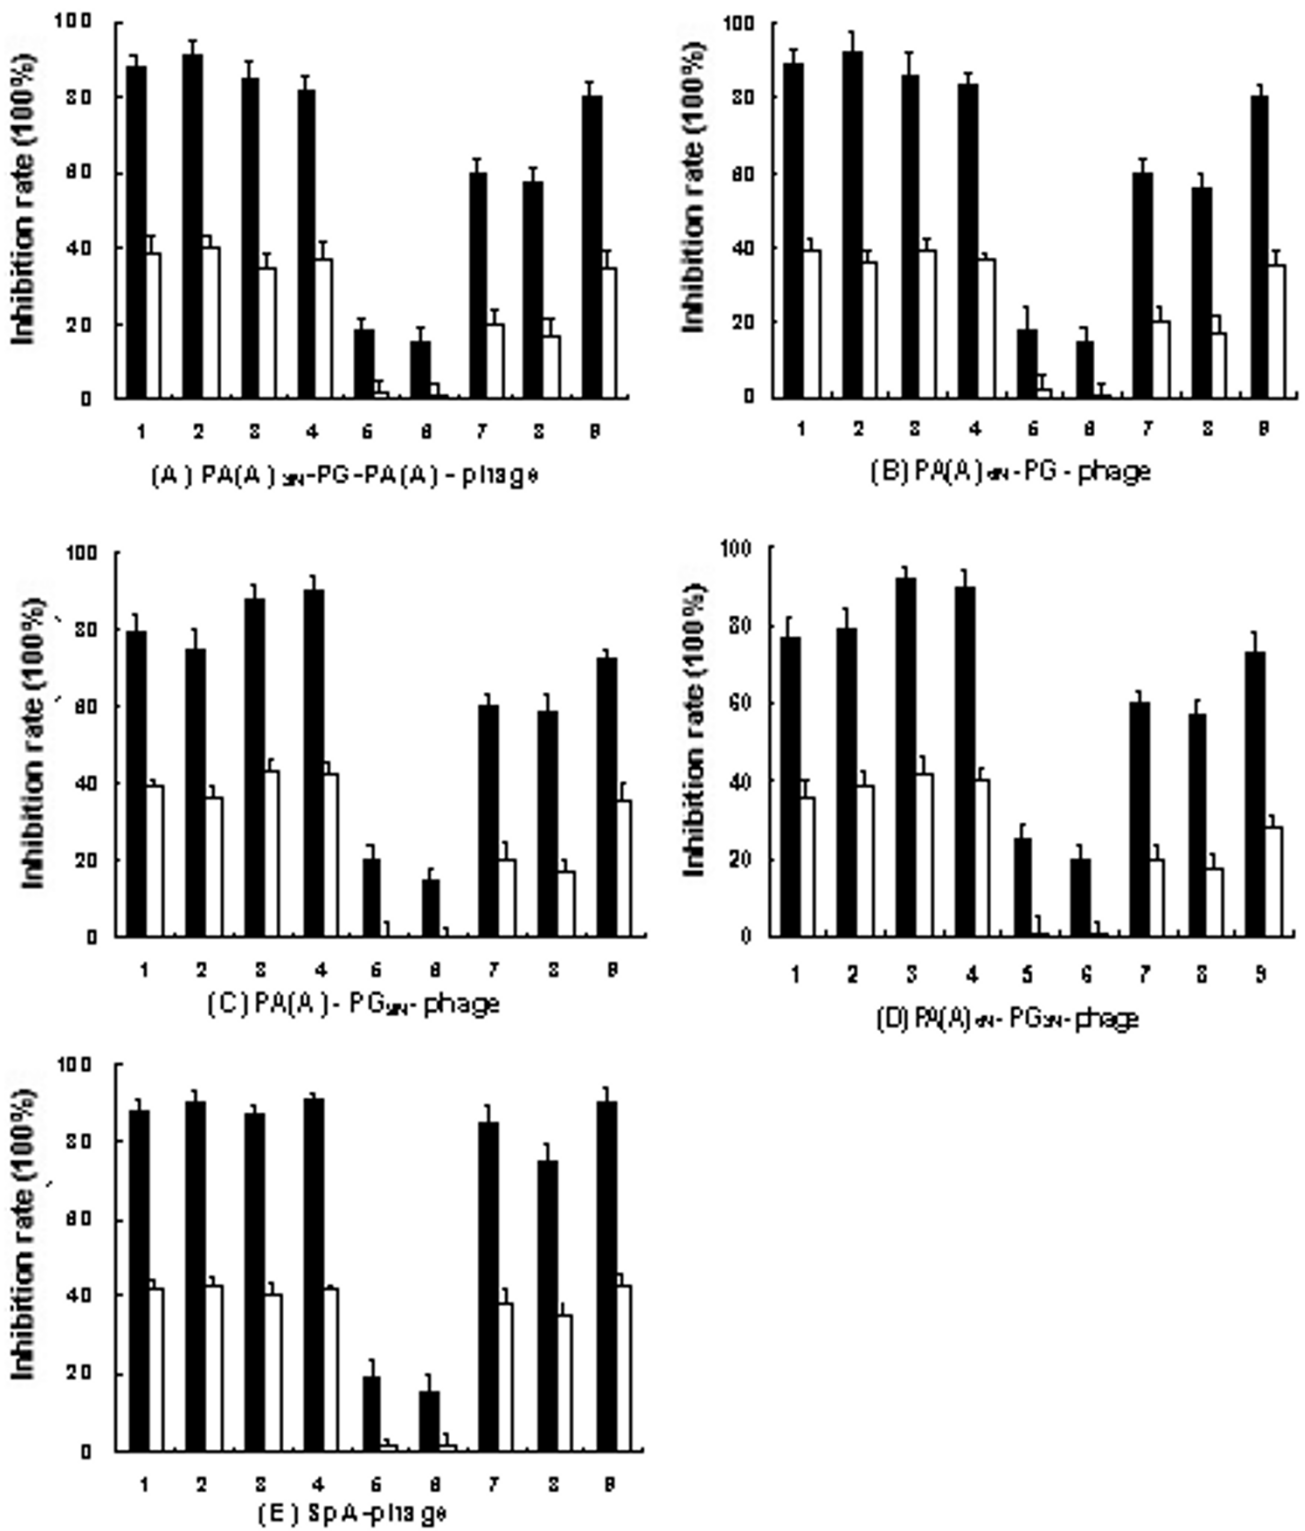 Inhibition rate (100%)
100
80
60
40
20
0
1 2 3 4 5 6 7 8 9
(A) PA(A)3N-PG-PA(A)-phage
Inhibition rate (100%)
100
80
60
40
20
0
1 2 3 4 5 6 7 8 9
(B) PA(A) -PG-phage
Inhibition rate (100%)
100
80
60
40
20
0
1 2 3 4 5 6 7 8 9
(C) PA(A)-PG3N-phage
Inhibition rate (100%)
100
80
60
40
20
0
1 2 3 4 5 6 7 8 9
(D) PA(A) -PG3N-phage
Inhibition rate (100%)
100
80
60
40
20
0
1 2 3 4 5 6 7 8 9
(E) SpA-phage